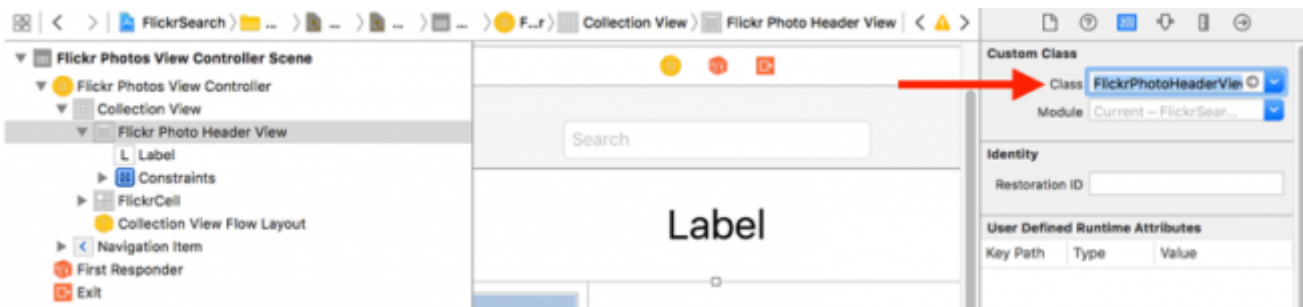 FlickrSearch ... ... ... ... F...r Collection View Flickr Photo Header View
Flickr Photos View Controller Scene
Flickr Photos View Controller
Collection View
Flickr Photo Header View
L Label
Constraints
FlickrCell
Collection View Flow Layout
Navigation Item
First Responder
Exit
Search
Label
Custom Class
Class FlickrPhotoHeaderVie
Module Current – FlickrSear...
Identity
Restoration ID
User Defined Runtime Attributes
Key Path Type Value